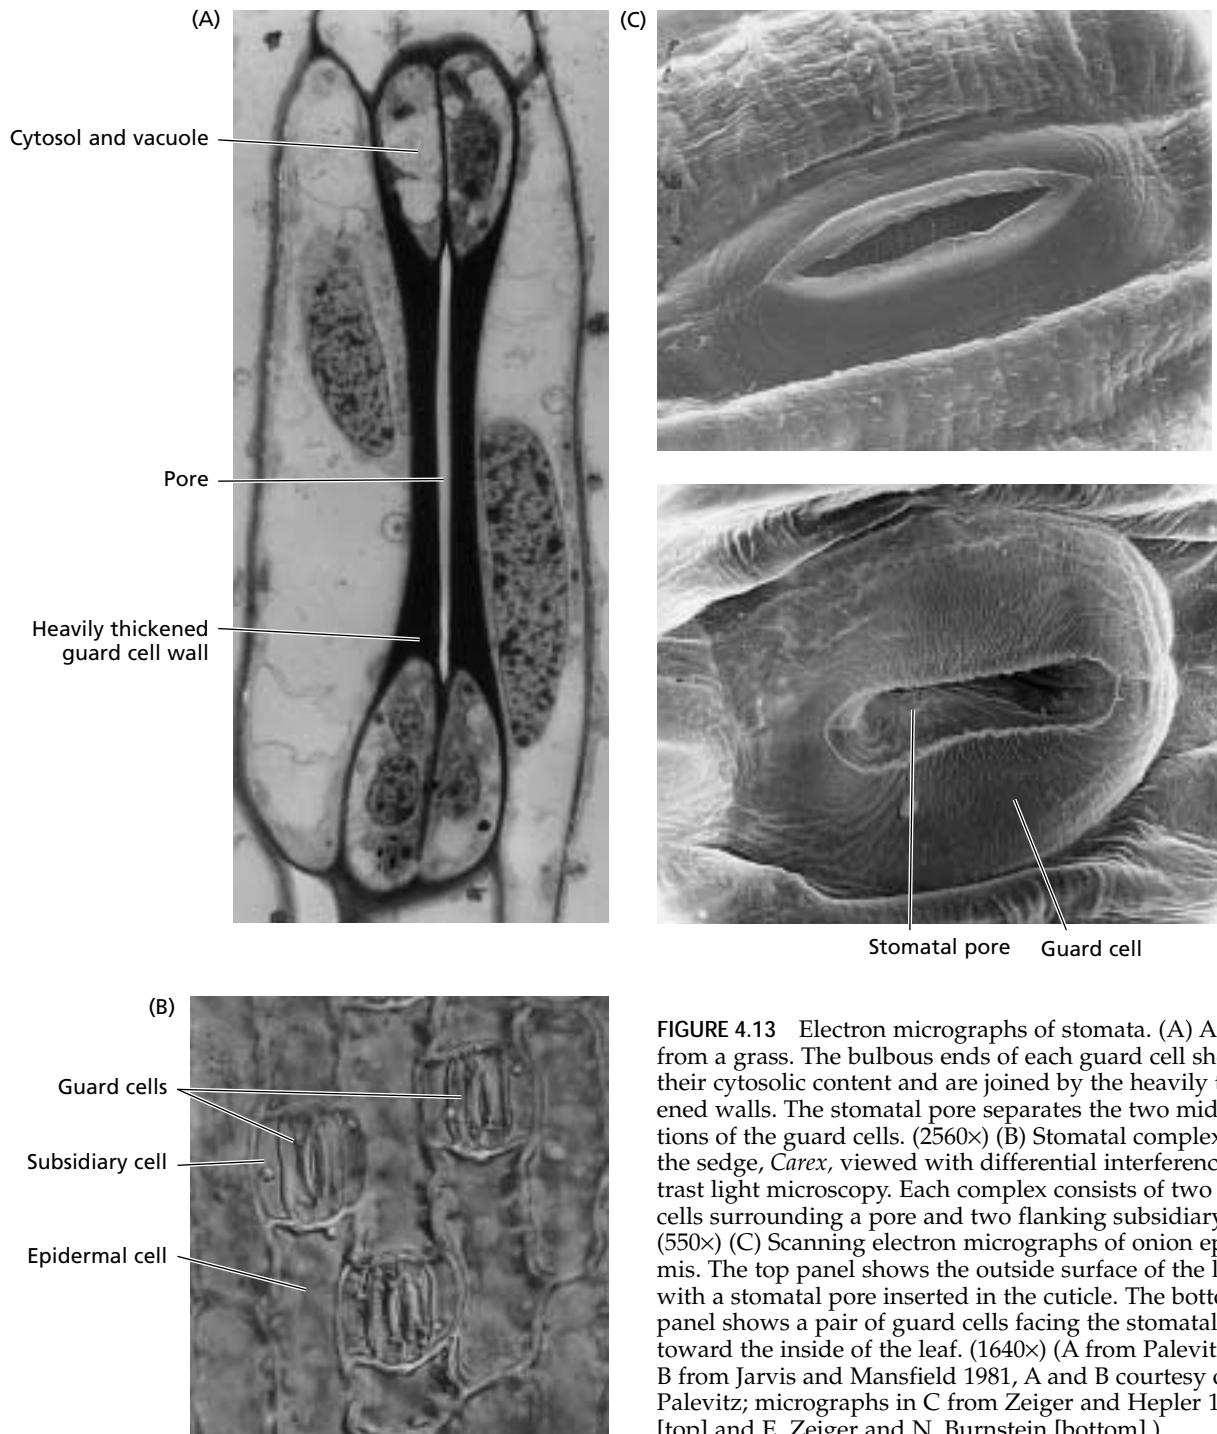 (A)
Cytosol and vacuole
Pore
Heavily thickened
guard cell wall
(C)
Stomatal pore
Guard cell
(B)
Guard cells
Subsidiary cell
Epidermal cell
FIGURE 4.13 Electron micrographs of stomata. (A) A
from a grass. The bulbous ends of each guard cell sh
their cytosolic content and are joined by the heavily t
ened walls. The stomatal pore separates the two mid
tions of the guard cells. (2560×) (B) Stomatal complex
the sedge, Carex, viewed with differential interferenc
trast light microscopy. Each complex consists of two
cells surrounding a pore and two flanking subsidiary
(550×) (C) Scanning electron micrographs of onion ep
mis. The top panel shows the outside surface of the l
with a stomatal pore inserted in the cuticle. The botto
panel shows a pair of guard cells facing the stomatal
toward the inside of the leaf. (1640×) (A from Palevit
B from Jarvis and Mansfield 1981, A and B courtesy o
Palevitz; micrographs in C from Zeiger and Hepler 1
[top] and E. Zeiger and N. Burnstein [bottom].)